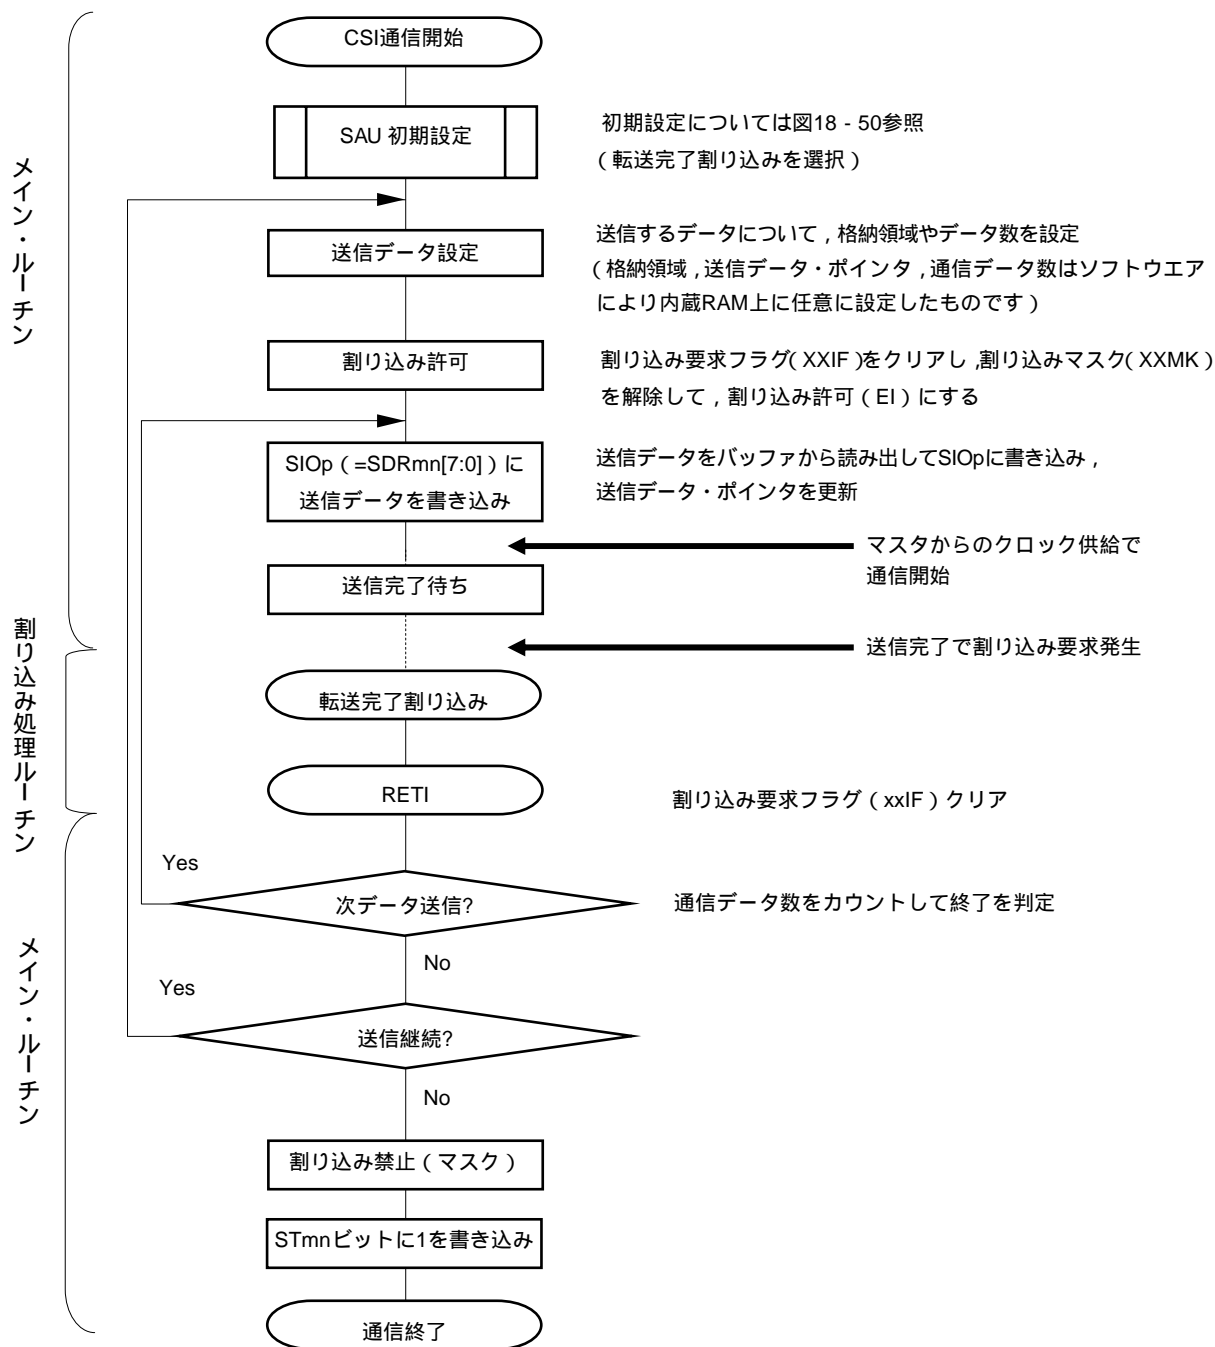 CSI通信開始
SAU 初期設定
初期設定については図18 - 50参照
（転送完了割り込みを選択）
メイン・ルーチン
送信データ設定
送信するデータについて，格納領域やデータ数を設定
（格納領域，送信データ・ポインタ，通信データ数はソフトウエア
により内蔵RAM上に任意に設定したものです）
割り込み許可
割り込み要求フラグ（XXIF）をクリアし，割り込みマスク（XXMK）
を解除して，割り込み許可（EI）にする
SIOp（=SDRmn[7:0]）に
送信データを書き込み
送信データをバッファから読み出してSIOpに書き込み，
送信データ・ポインタを更新
マスタからのクロック供給で
通信開始
送信完了待ち
送信完了で割り込み要求発生
割り込み処理ルーチン
転送完了割り込み
RETI
割り込み要求フラグ（xxIF）クリア
Yes
次データ送信?
通信データ数をカウントして終了を判定
No
メイン・ルーチン
Yes
送信継続?
No
割り込み禁止（マスク）
STmnビットに1を書き込み
通信終了